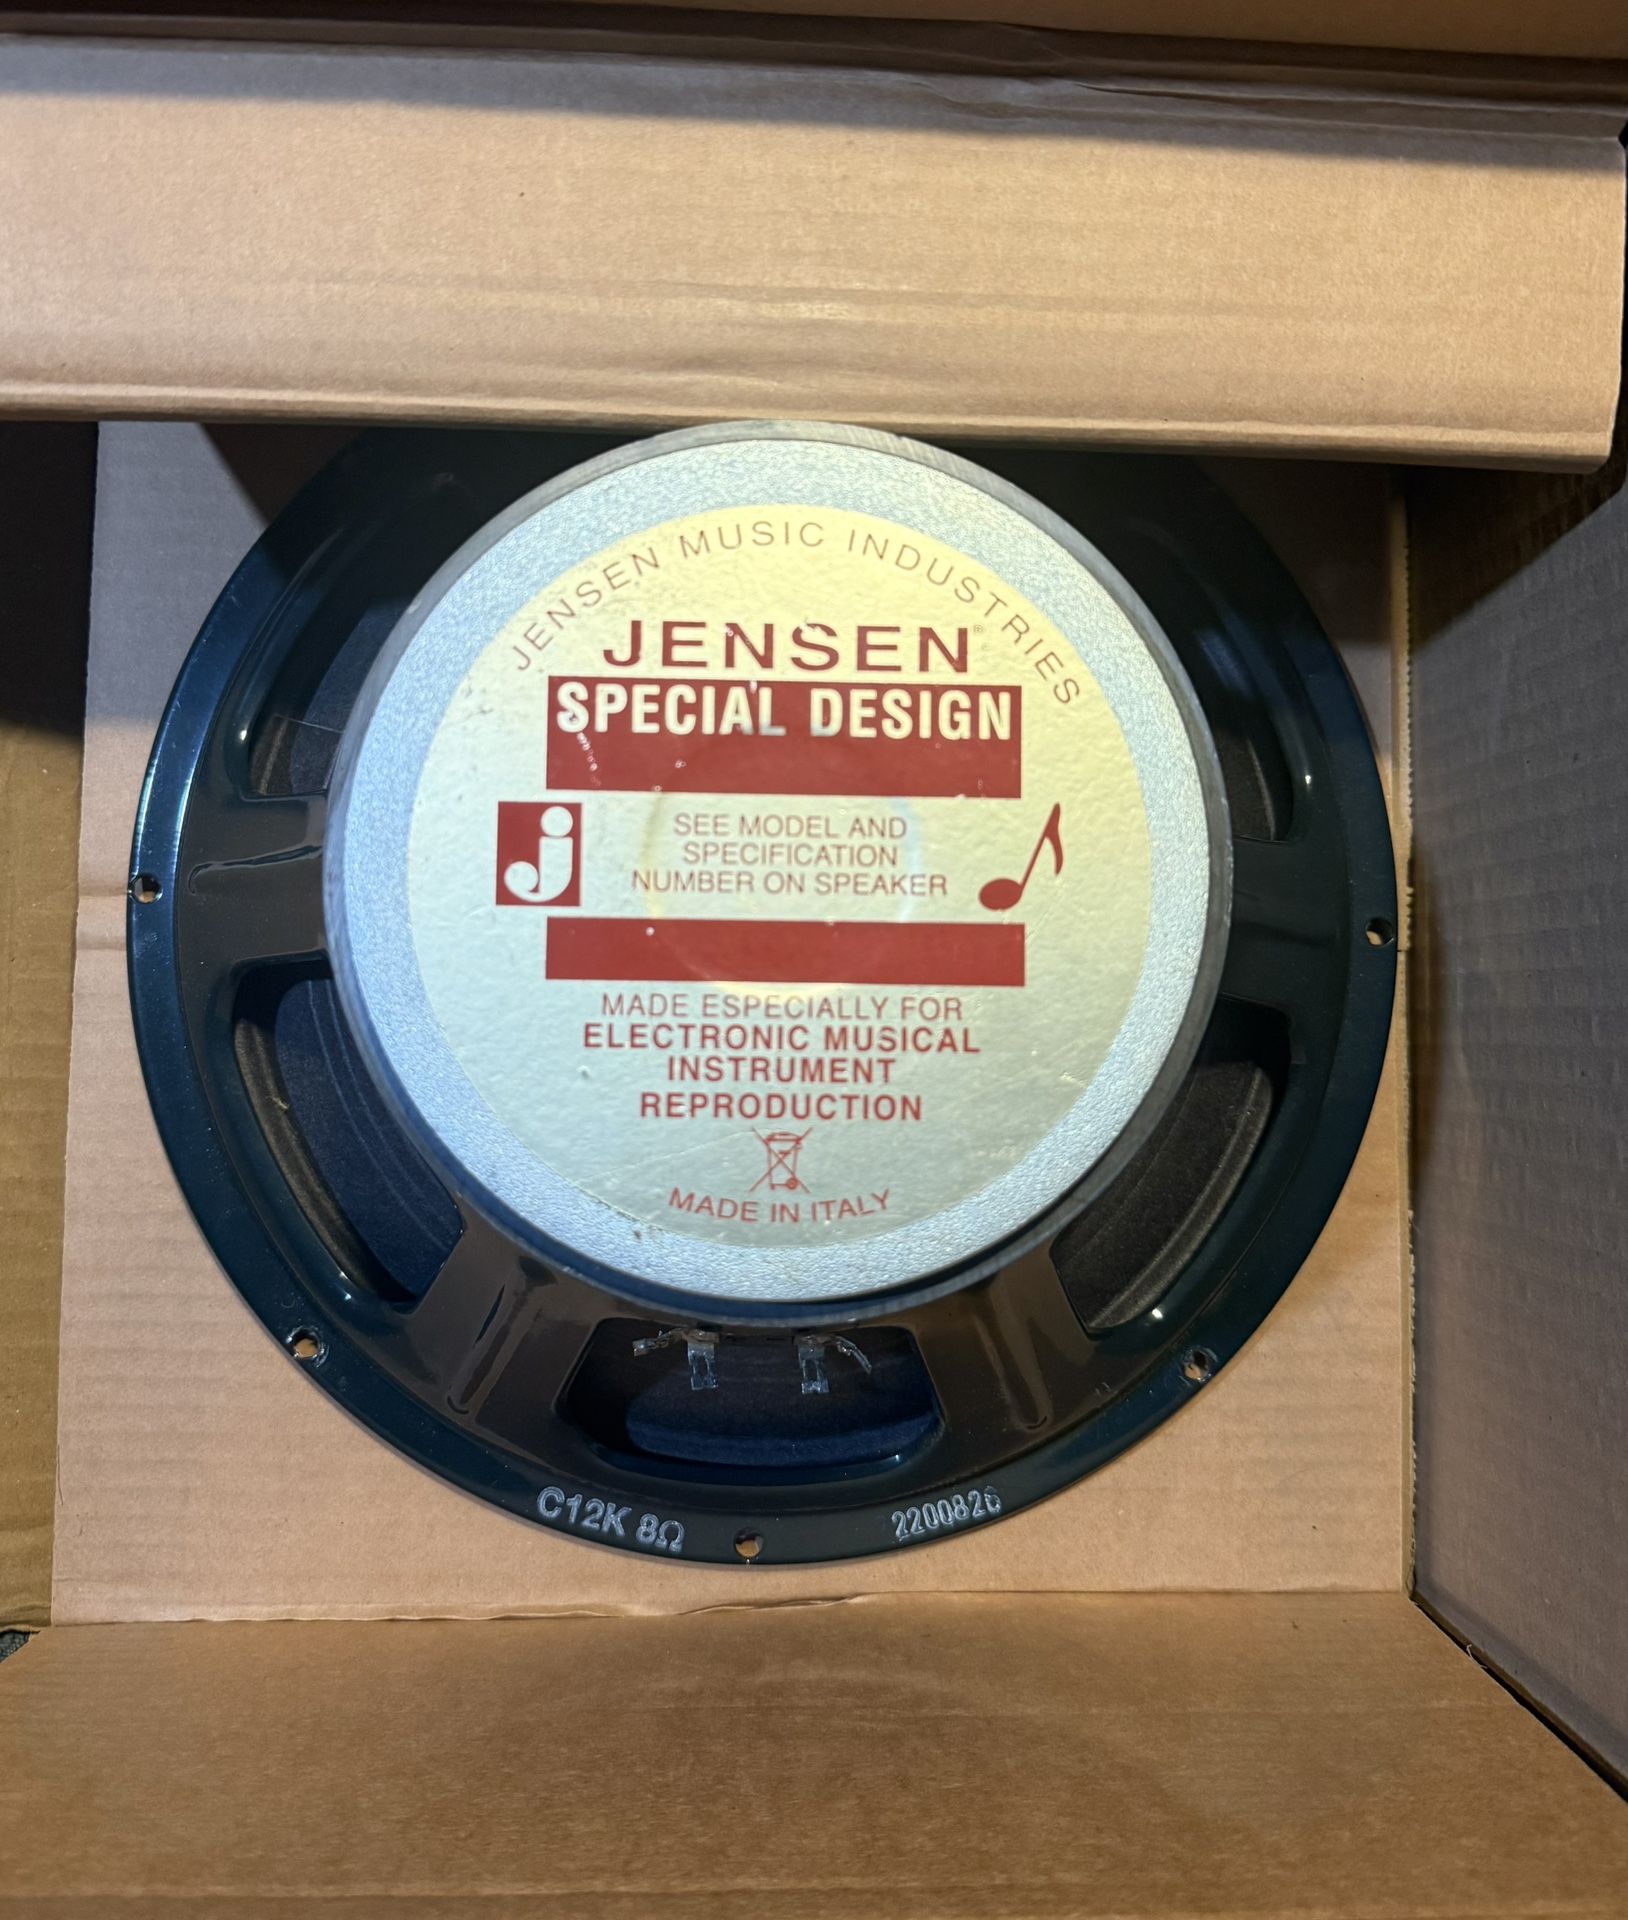 JENSEN MUSIC INDUSTRIES
JENSEN®
SPECIAL DESIGN
j
SEE MODEL AND
SPECIFICATION
NUMBER ON SPEAKER
MADE ESPECIALLY FOR
ELECTRONIC MUSICAL
INSTRUMENT
REPRODUCTION
MADE IN ITALY
C12K 8Ω
2200826